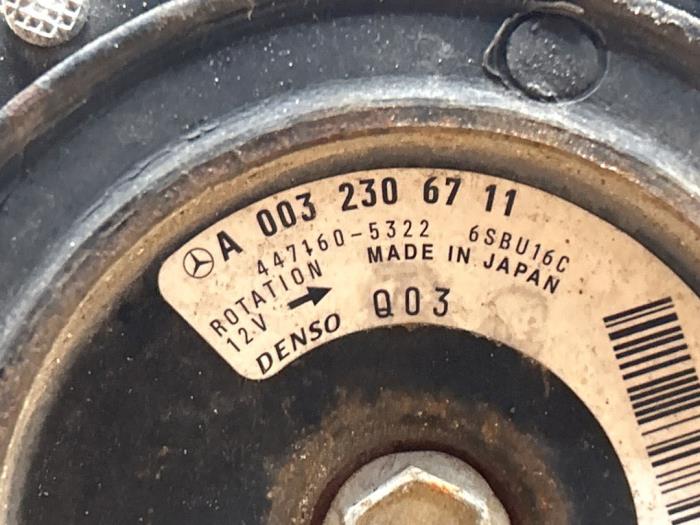 A 003 230 67 11
447160-5322 6SBU16C
ROTATION MADE IN JAPAN
12V
DENSO Q03